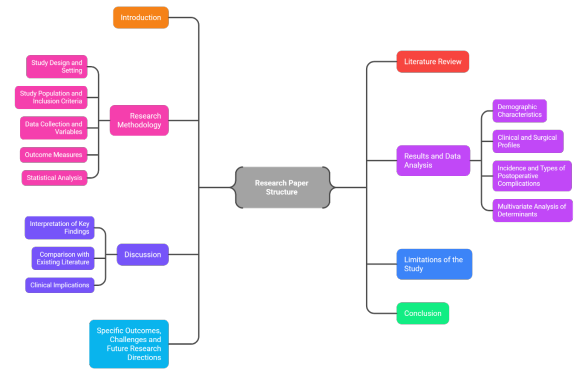 Introduction
Study Design and
Setting
Study Population and
Inclusion Criteria
Data Collection and
Variables
Outcome Measures
Statistical Analysis
Research
Methodology
Interpretation of Key
Findings
Comparison with
Existing Literature
Clinical Implications
Discussion
Specific Outcomes,
Challenges and
Future Research
Directions
Research Paper
Structure
Literature Review
Results and Data
Analysis
Demographic
Characteristics
Clinical and Surgical
Profiles
Incidence and Types of
Postoperative
Complications
Multivariate Analysis of
Determinants
Limitations of the
Study
Conclusion